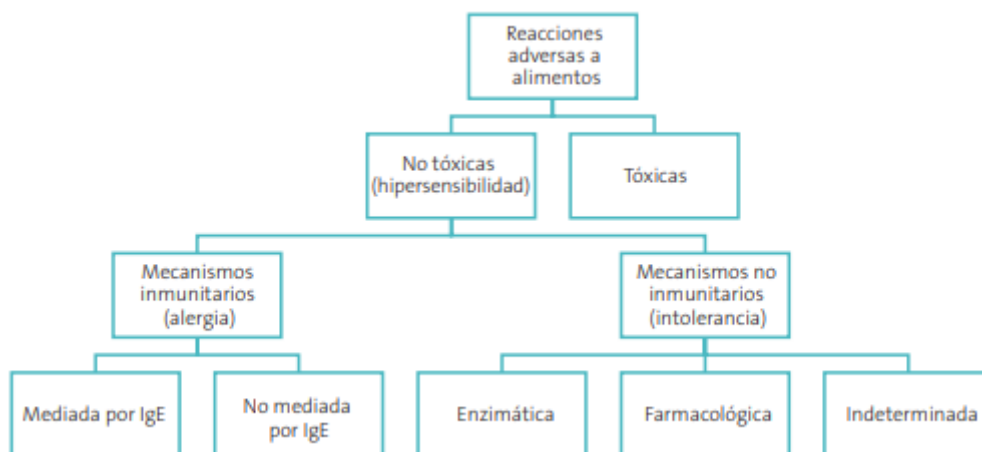 Reacciones
adversas a
alimentos
No tóxicas
(hipersensibilidad)
Tóxicas
Mecanismos
inmunitarios
(alergia)
Mecanismos no
inmunitarios
(intolerancia)
Mediada por IgE
No mediada
por IgE
Enzimática
Farmacológica
Indeterminada